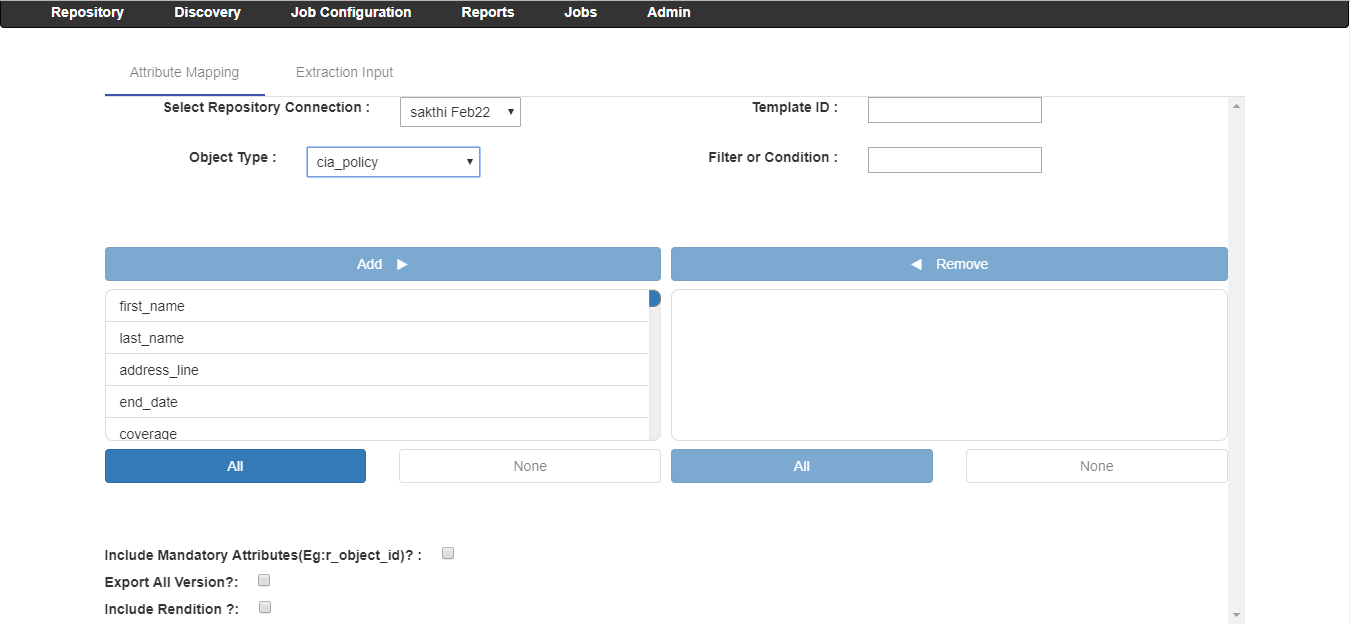 Repository Discovery Job Configuration Reports Jobs Admin
Attribute Mapping Extraction Input
Select Repository Connection : sakthi Feb22 Template ID :
Object Type : cia_policy Filter or Condition :
Add Remove
first_name
last_name
address_line
end_date
coverage
All None All None
Include Mandatory Attributes(Eg:r_object_id)? :
Export All Version?:
Include Rendition ?: